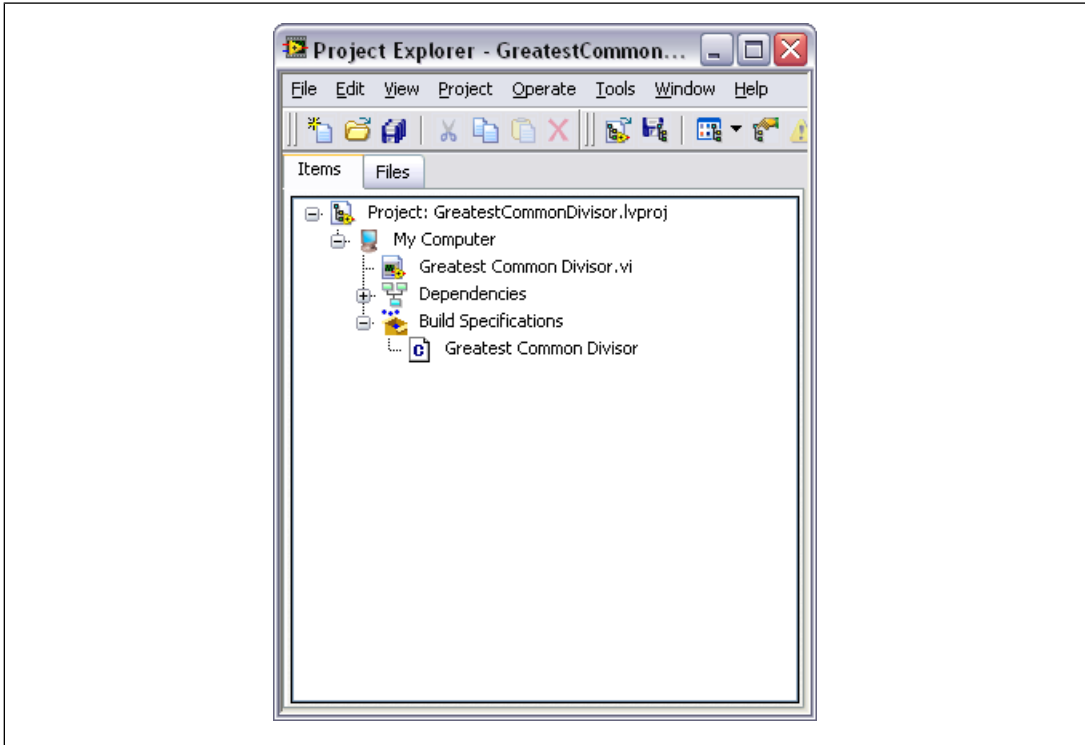 Project Explorer - GreatestCommon...
File Edit View Project Operate Tools Window Help
Items Files
Project: GreatestCommonDivisor.lvproj
My Computer
Greatest Common Divisor.vi
Dependencies
Build Specifications
C Greatest Common Divisor